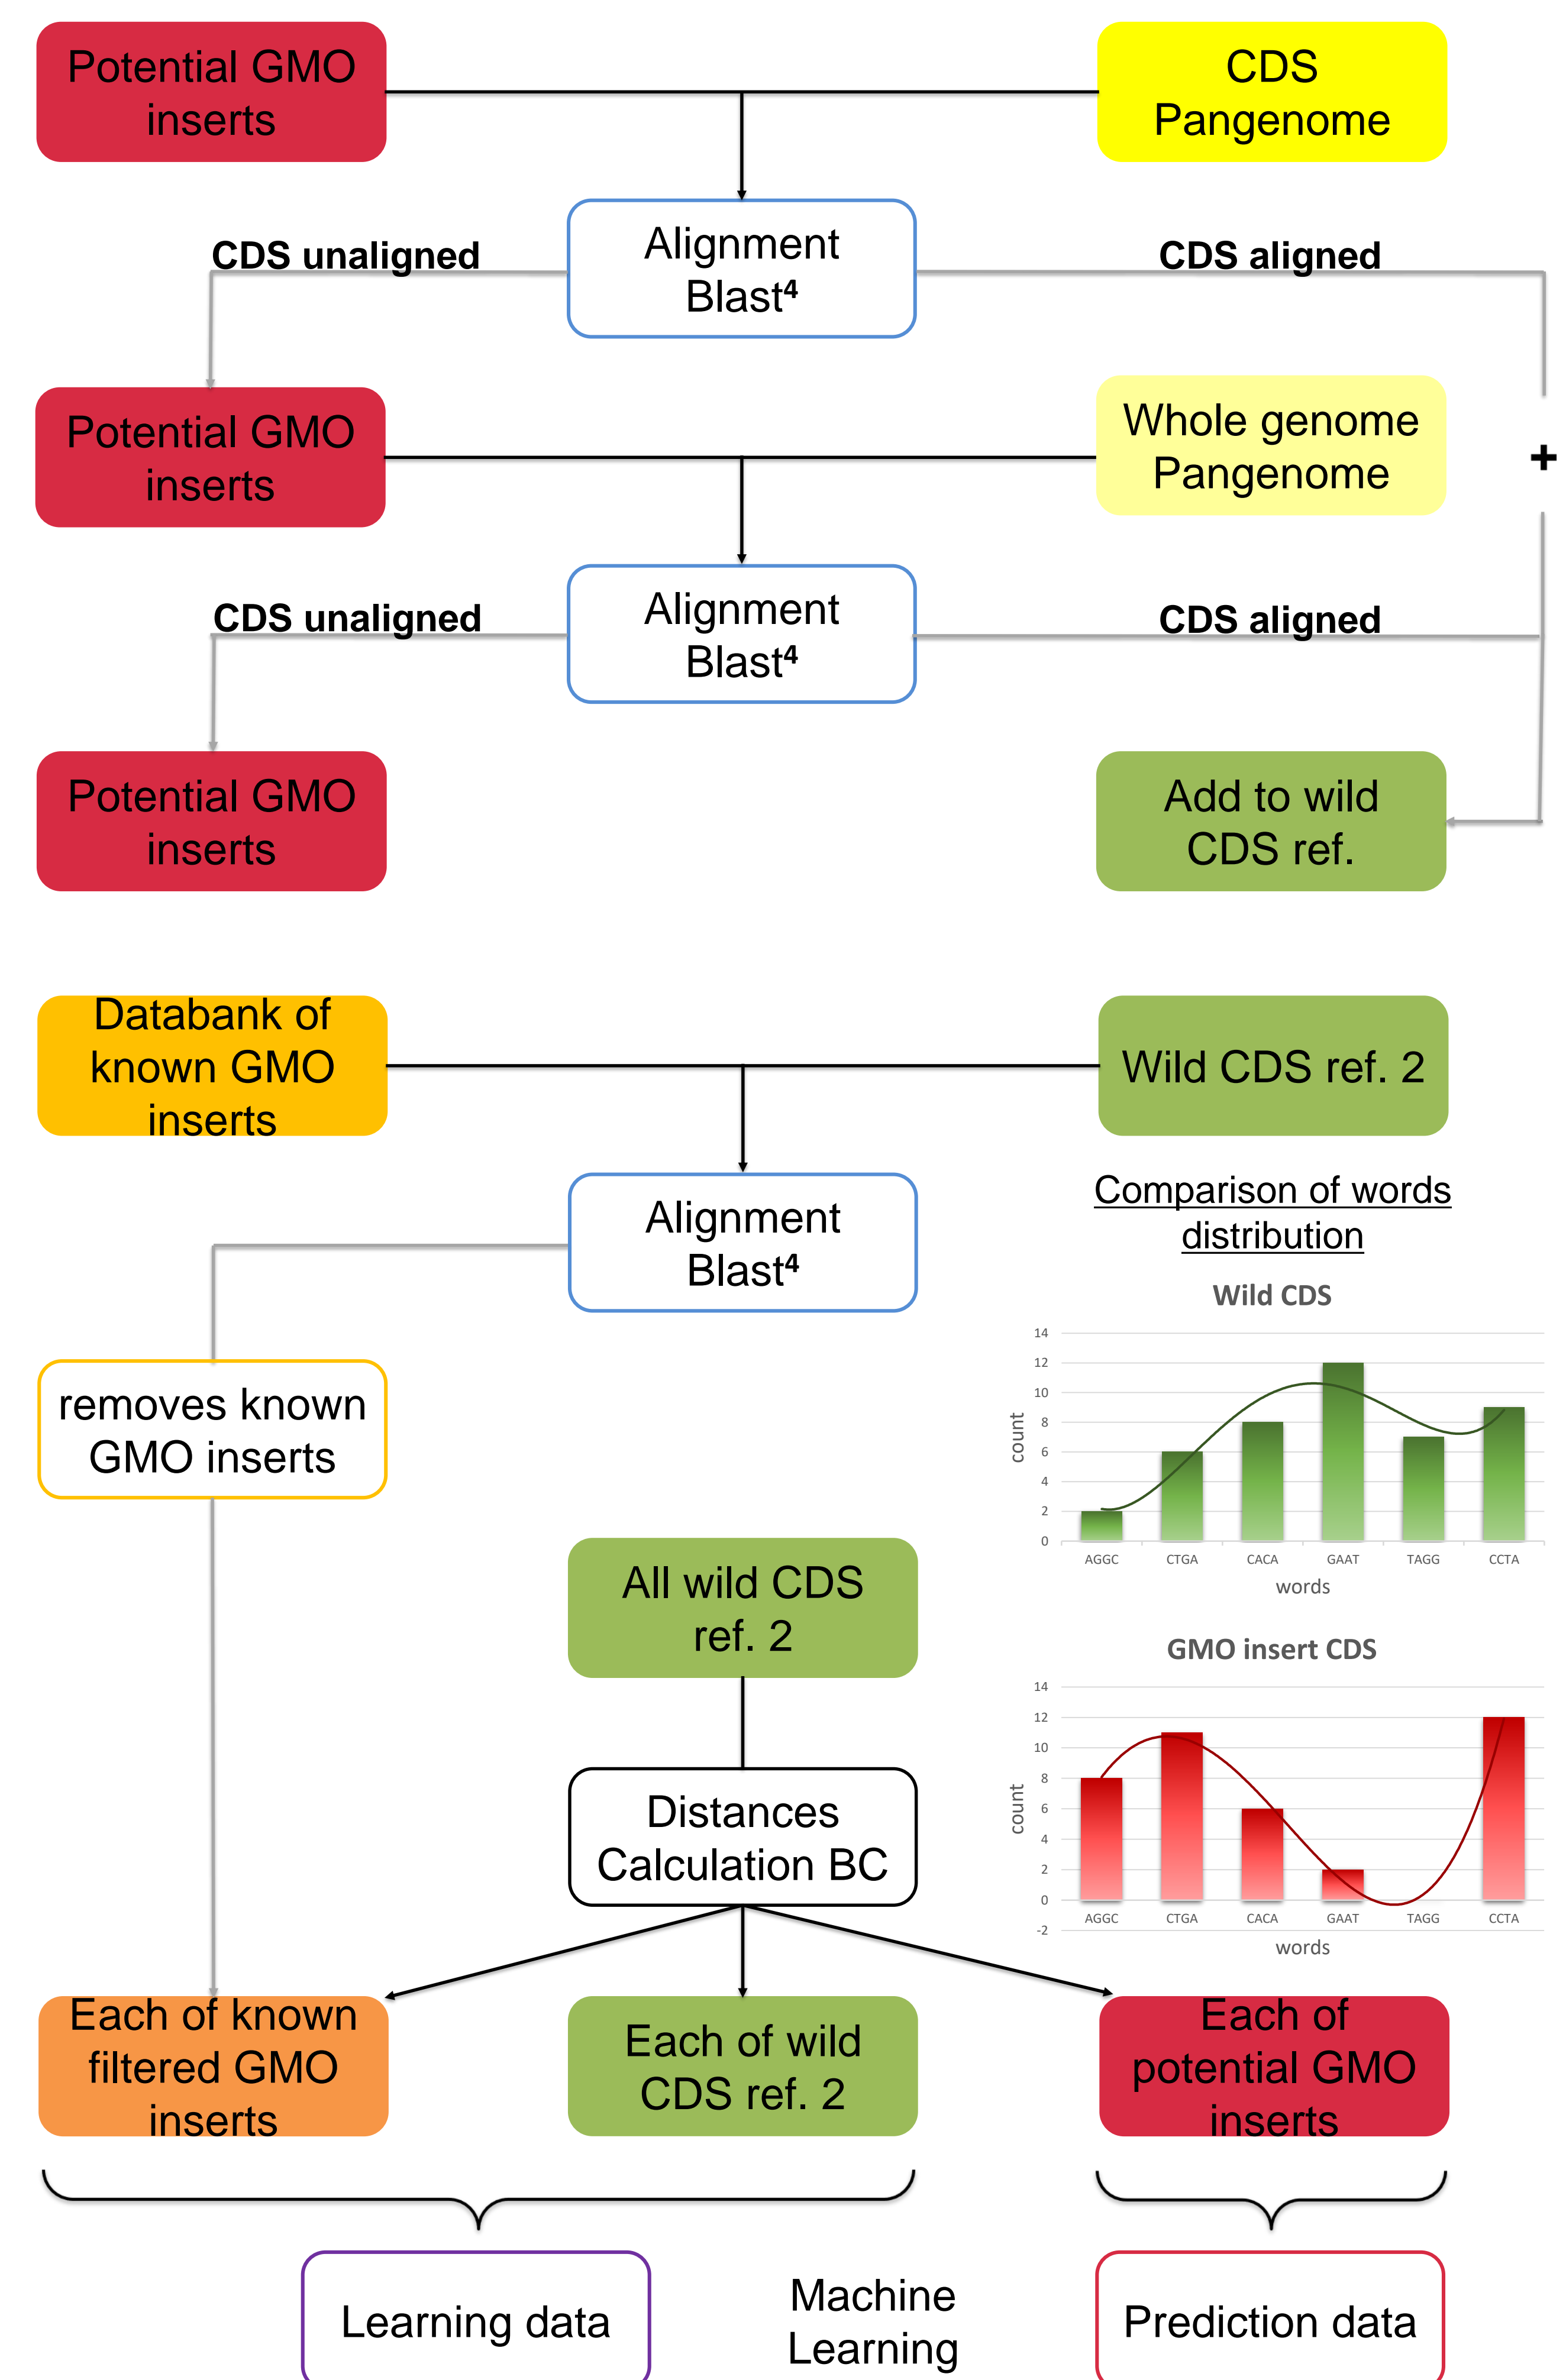 Potential GMO
inserts
CDS
Pangenome
Alignment
Blast⁴
CDS unaligned
CDS aligned
Potential GMO
inserts
Whole genome
Pangenome
+
Alignment
Blast⁴
CDS unaligned
CDS aligned
Potential GMO
inserts
Add to wild
CDS ref.
Databank of
known GMO
inserts
Wild CDS ref. 2
Alignment
Blast⁴
removes known
GMO inserts
Comparison of words
distribution
Wild CDS
14
12
10
8
6
4
2
0
count
AGGC CTGA CACA GAAT TAGG CCTA
words
All wild CDS
ref. 2
GMO insert CDS
14
12
10
8
6
4
2
0
-2
count
AGGC CTGA CACA GAAT TAGG CCTA
words
Distances
Calculation BC
Each of known
filtered GMO
inserts
Each of wild
CDS ref. 2
Each of
potential GMO
inserts
Learning data
Machine
Learning
Prediction data